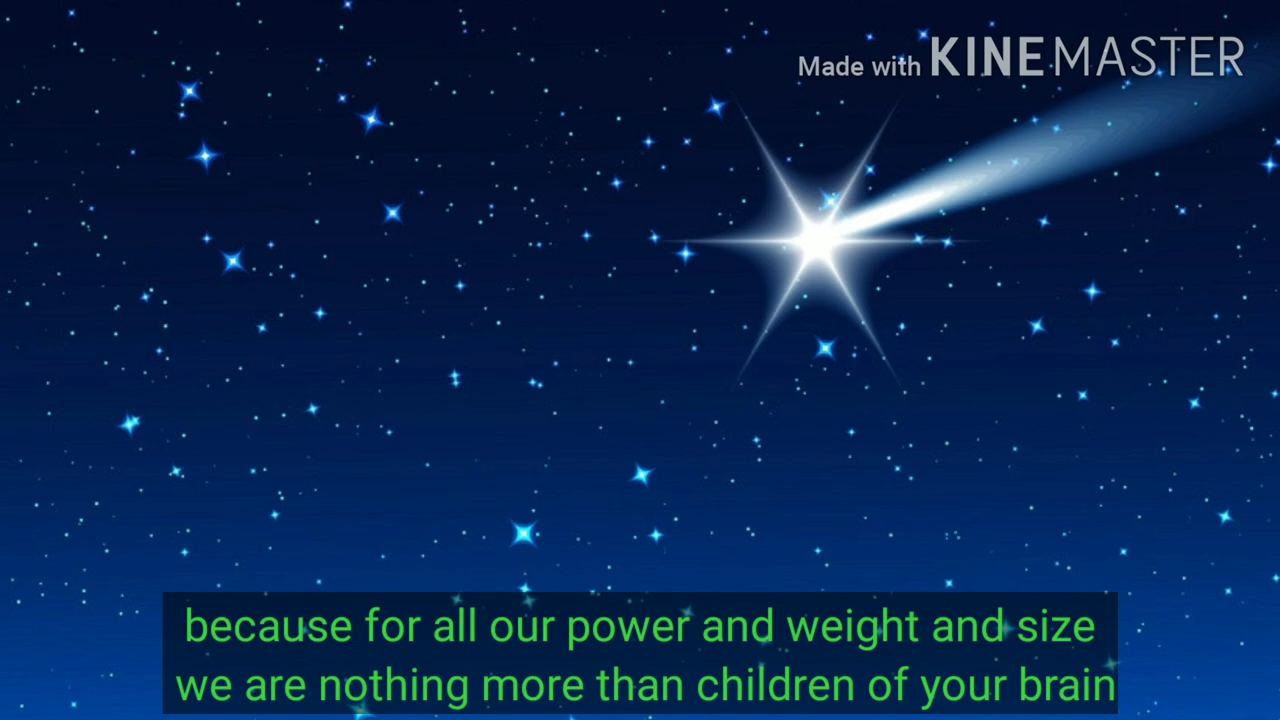 Made with KINEMASTER
because for all our power and weight and size
we are nothing more than children of your brain